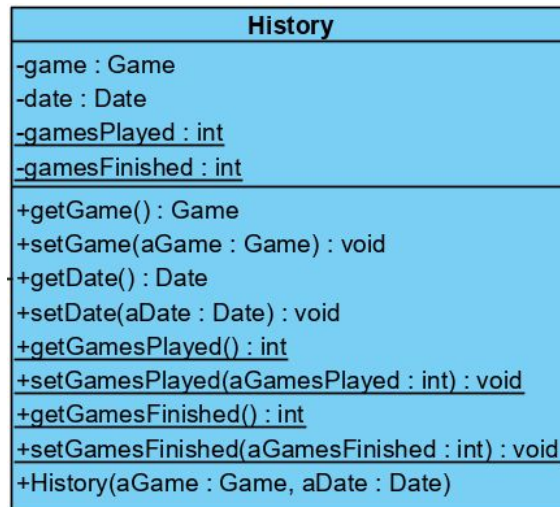 History
-game : Game
-date : Date
-gamesPlayed : int
-gamesFinished : int
+getGame() : Game
+setGame(aGame : Game) : void
+getDate() : Date
+setDate(aDate : Date) : void
+getGamesPlayed() : int
+setGamesPlayed(aGamesPlayed : int) : void
+getGamesFinished() : int
+setGamesFinished(aGamesFinished : int) : void
+History(aGame : Game, aDate : Date)